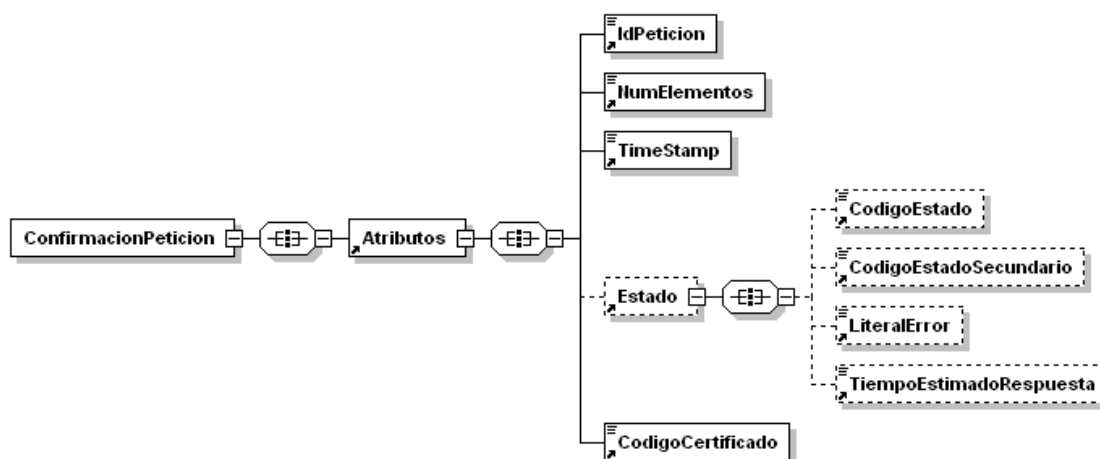 IdPeticion
NumElementos
TimeStamp
ConfirmacionPeticion
Atributos
Estado
CodigoEstado
CodigoEstadoSecundario
LiteralError
TiempoEstimadoRespuesta
CodigoCertificado